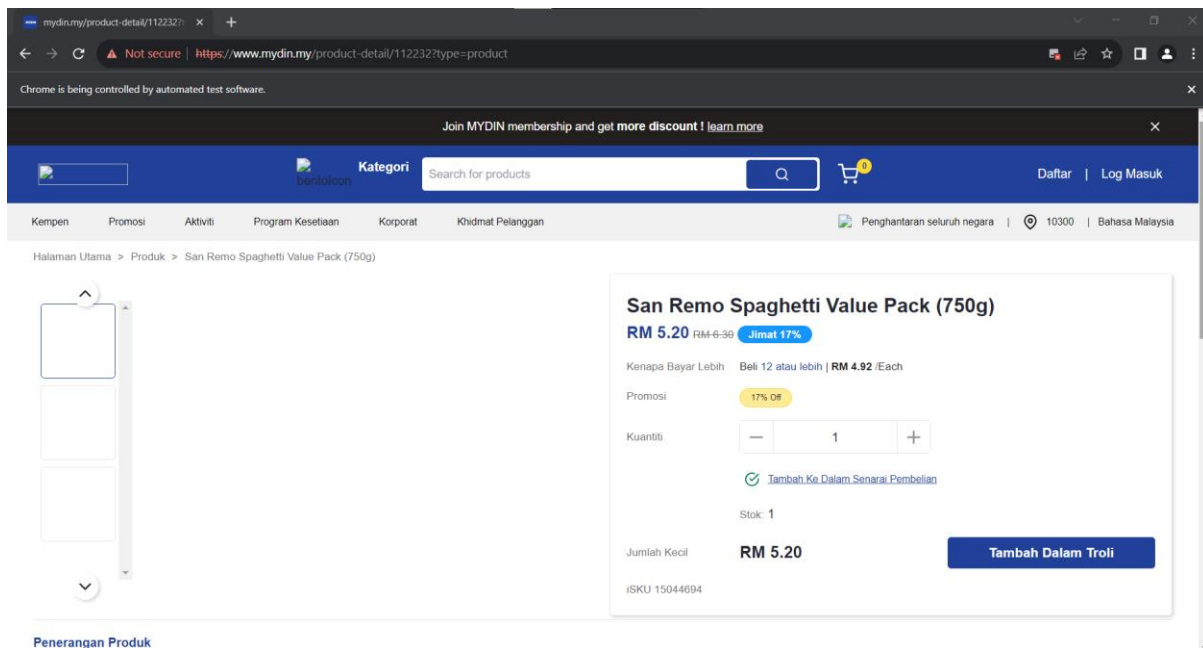 mydin.my/product-detail/112232?t
Not secure | https://www.mydin.my/product-detail/112232?type=product
Chrome is being controlled by automated test software.
Join MYDIN membership and get more discount ! learn more
bentoicon
Kategori
Search for products
0
Daftar | Log Masuk
Kempen Promosi Aktiviti Program Kesetiaan Korporat Khidmat Pelanggan
Penghantaran seluruh negara | 10300 | Bahasa Malaysia
Halaman Utama > Produk > San Remo Spaghetti Value Pack (750g)
San Remo Spaghetti Value Pack (750g)
RM 5.20 RM 6.30 Jimat 17%
Kenapa Bayar Lebih Beli 12 atau lebih | RM 4.92 /Each
Promosi 17% Off
Kuantiti 1
Tambah Ke Dalam Senarai Pembelian
Stok: 1
Jumlah Kecil RM 5.20 Tambah Dalam Troli
iSKU 15044694
Penerangan Produk